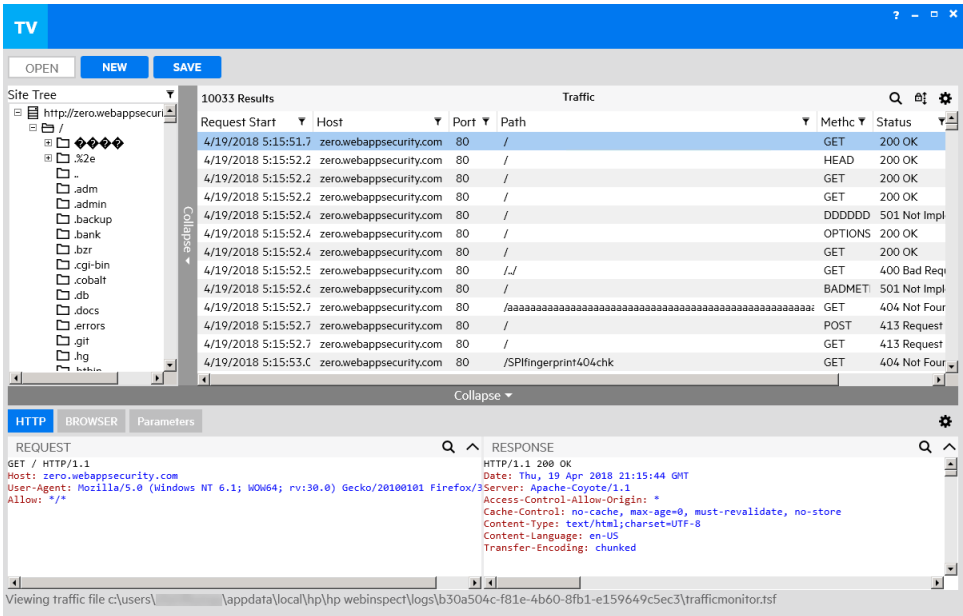 TV
?
OPEN NEW SAVE
Site Tree
http://zero.webappsecuri
/
����
.%2e
..
.adm
.admin
.backup
.bank
.bzr
.cgi-bin
.cobalt
.db
.docs
.errors
.git
.hg
Collapse
10033 Results Traffic
Request Start Host Port Path Methc Status
4/19/2018 5:15:51.7 zero.webappsecurity.com 80 / GET 200 OK
4/19/2018 5:15:52.2 zero.webappsecurity.com 80 / HEAD 200 OK
4/19/2018 5:15:52.2 zero.webappsecurity.com 80 / GET 200 OK
4/19/2018 5:15:52.2 zero.webappsecurity.com 80 / GET 200 OK
4/19/2018 5:15:52.4 zero.webappsecurity.com 80 / DDDDDD 501 Not Impl
4/19/2018 5:15:52.4 zero.webappsecurity.com 80 / OPTIONS 200 OK
4/19/2018 5:15:52.4 zero.webappsecurity.com 80 / GET 200 OK
4/19/2018 5:15:52.5 zero.webappsecurity.com 80 /../ GET 400 Bad Requ
4/19/2018 5:15:52.6 zero.webappsecurity.com 80 / BADMET 501 Not Impl
4/19/2018 5:15:52.7 zero.webappsecurity.com 80 /aaaaaaaaaaaaaaaaaaaaaaaaaaaaaaaaaaaaaaaaaaaaaaaaaaaa GET 404 Not Four
4/19/2018 5:15:52.7 zero.webappsecurity.com 80 / POST 413 Request
4/19/2018 5:15:52.7 zero.webappsecurity.com 80 / GET 413 Request
4/19/2018 5:15:53.0 zero.webappsecurity.com 80 /SPIfingerprint404chk GET 404 Not Four
Collapse
HTTP BROWSER Parameters
REQUEST
GET / HTTP/1.1
Host: zero.webappsecurity.com
User-Agent: Mozilla/5.0 (Windows NT 6.1; WOW64; rv:30.0) Gecko/20100101 Firefox/3
Allow: */*
RESPONSE
HTTP/1.1 200 OK
Date: Thu, 19 Apr 2018 21:15:44 GMT
Server: Apache-Coyote/1.1
Access-Control-Allow-Origin: *
Cache-Control: no-cache, max-age=0, must-revalidate, no-store
Content-Type: text/html;charset=UTF-8
Content-Language: en-US
Transfer-Encoding: chunked
Viewing traffic file c:\users\ \appdata\local\hp\hp webinspect\logs\b30a504c-f81e-4b60-8fb1-e159649c5ec3\trafficmonitor.tsf